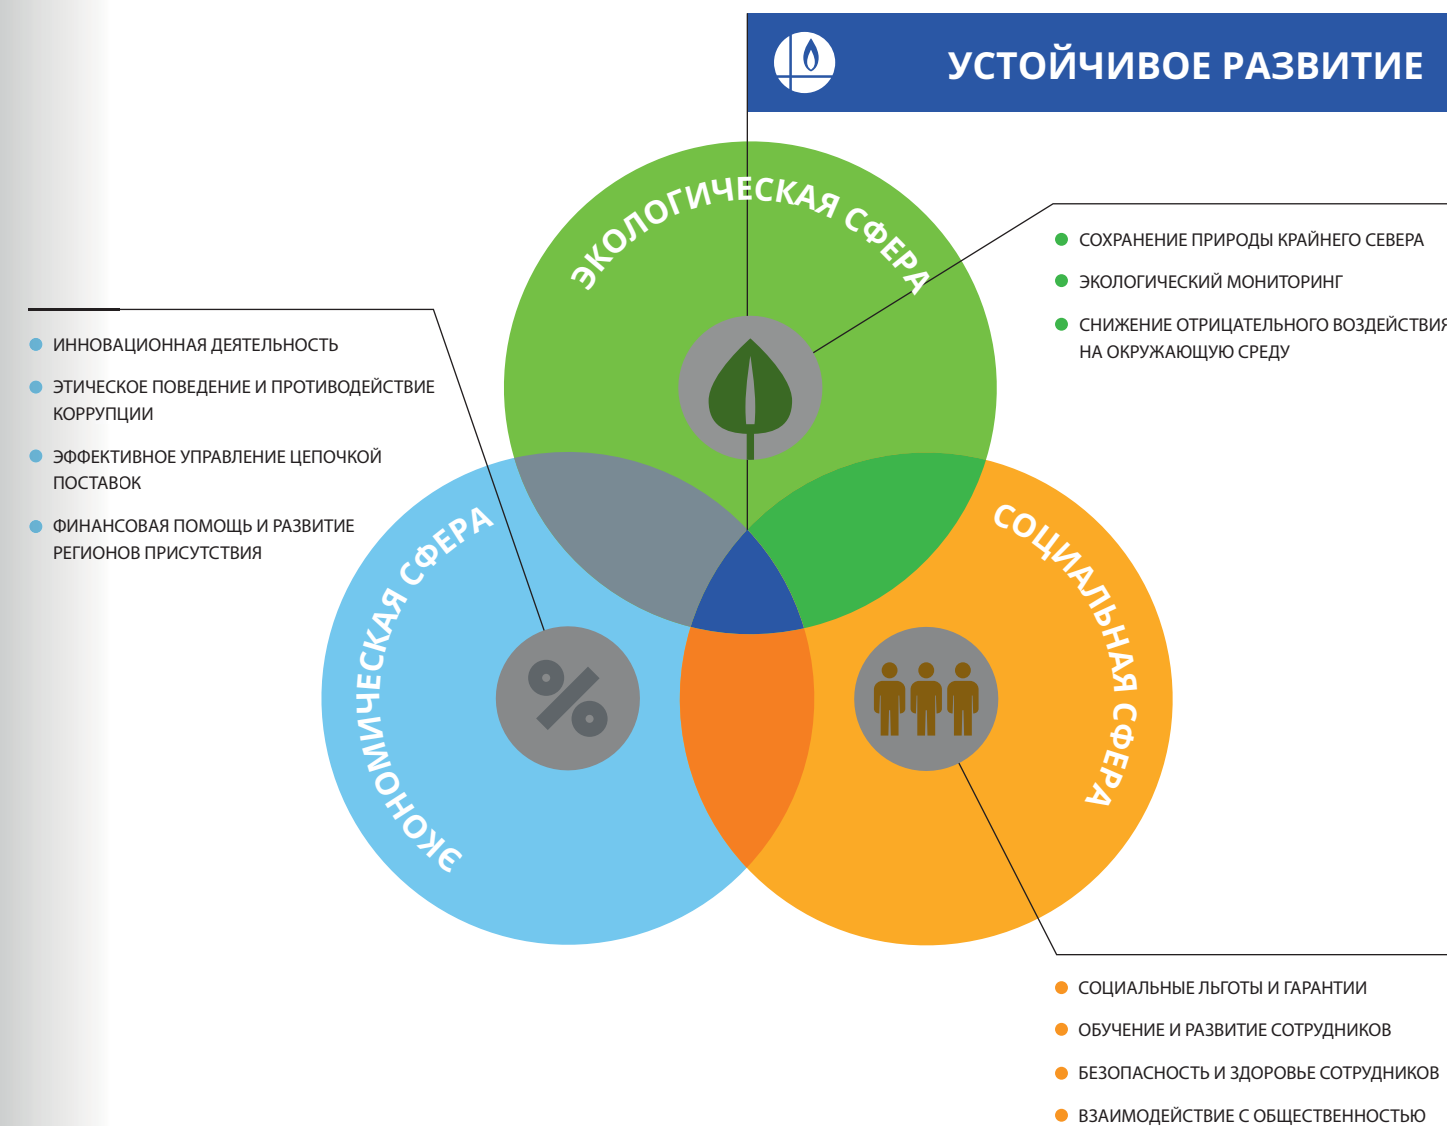 УСТОЙЧИВОЕ РАЗВИТИЕ
ЭКОЛОГИЧЕСКАЯ СФЕРА
СОХРАНЕНИЕ ПРИРОДЫ КРАЙНЕГО СЕВЕРА
ЭКОЛОГИЧЕСКИЙ МОНИТОРИНГ
СНИЖЕНИЕ ОТРИЦАТЕЛЬНОГО ВОЗДЕЙСТВИЯ
НА ОКРУЖАЮЩУЮ СРЕДУ
ИННОВАЦИОННАЯ ДЕЯТЕЛЬНОСТЬ
ЭТИЧЕСКОЕ ПОВЕДЕНИЕ И ПРОТИВОДЕЙСТВИЕ
КОРРУПЦИИ
ЭФФЕКТИВНОЕ УПРАВЛЕНИЕ ЦЕПОЧКОЙ
ПОСТАВОК
ФИНАНСОВАЯ ПОМОЩЬ И РАЗВИТИЕ
РЕГИОНОВ ПРИСУТСТВИЯ
ЭКОНОМИЧЕСКАЯ СФЕРА
%
СОЦИАЛЬНАЯ СФЕРА
СОЦИАЛЬНЫЕ ЛЬГОТЫ И ГАРАНТИИ
ОБУЧЕНИЕ И РАЗВИТИЕ СОТРУДНИКОВ
БЕЗОПАСНОСТЬ И ЗДОРОВЬЕ СОТРУДНИКОВ
ВЗАИМОДЕЙСТВИЕ С ОБЩЕСТВЕННОСТЬЮ